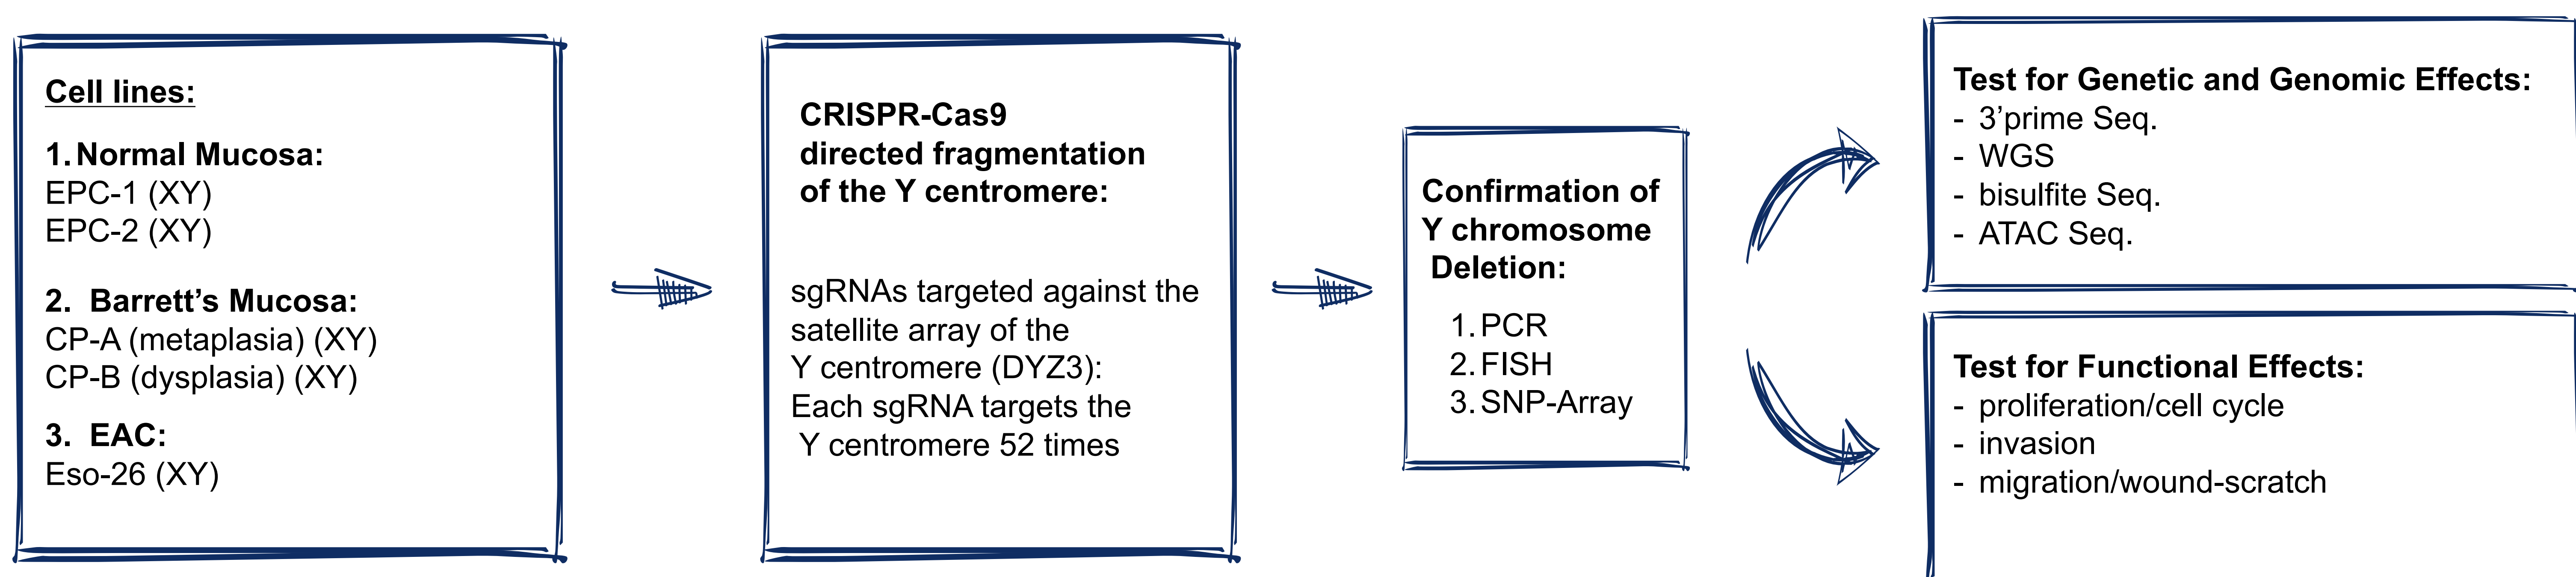 Cell lines:
1. Normal Mucosa:
EPC-1 (XY)
EPC-2 (XY)
2. Barrett’s Mucosa:
CP-A (metaplasia) (XY)
CP-B (dysplasia) (XY)
3. EAC:
Eso-26 (XY)
CRISPR-Cas9
directed fragmentation
of the Y centromere:
sgRNAs targeted against the
satellite array of the
Y centromere (DYZ3):
Each sgRNA targets the
Y centromere 52 times
Confirmation of
Y chromosome
Deletion:
1. PCR
2. FISH
3. SNP-Array
Test for Genetic and Genomic Effects:
- 3’prime Seq.
- WGS
- bisulfite Seq.
- ATAC Seq.
Test for Functional Effects:
- proliferation/cell cycle
- invasion
- migration/wound-scratch